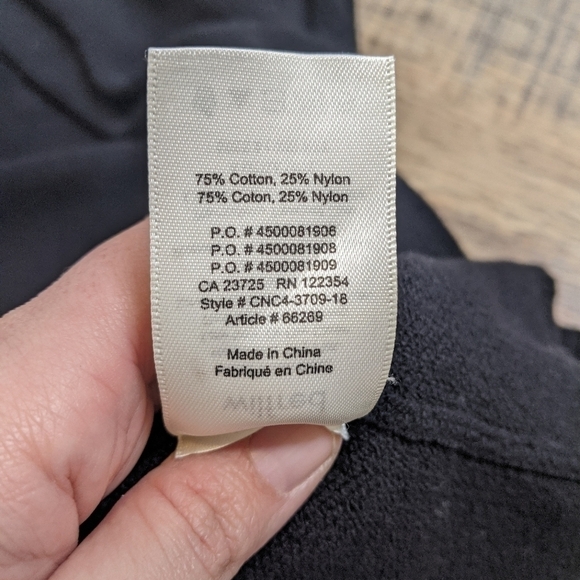 75% Cotton, 25% Nylon
75% Coton, 25% Nylon
P.O. # 4500081906
P.O. # 4500081908
P.O. # 4500081909
CA 23725 RN 122354
Style # CNC4-3709-18
Article # 66269
Made in China
Fabriqué en Chine